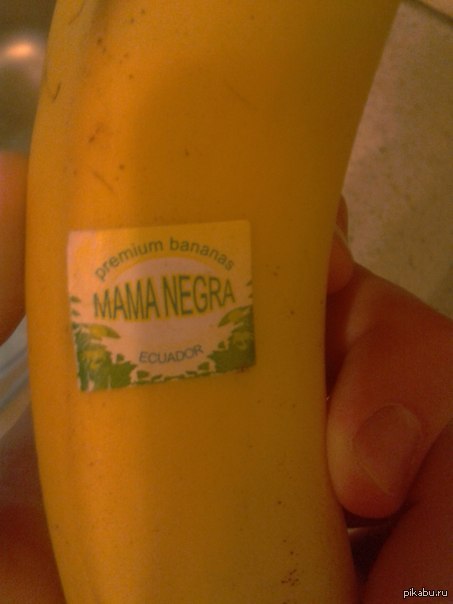 premium bananas
MAMA NEGRA
ECUADOR
pikabu.ru